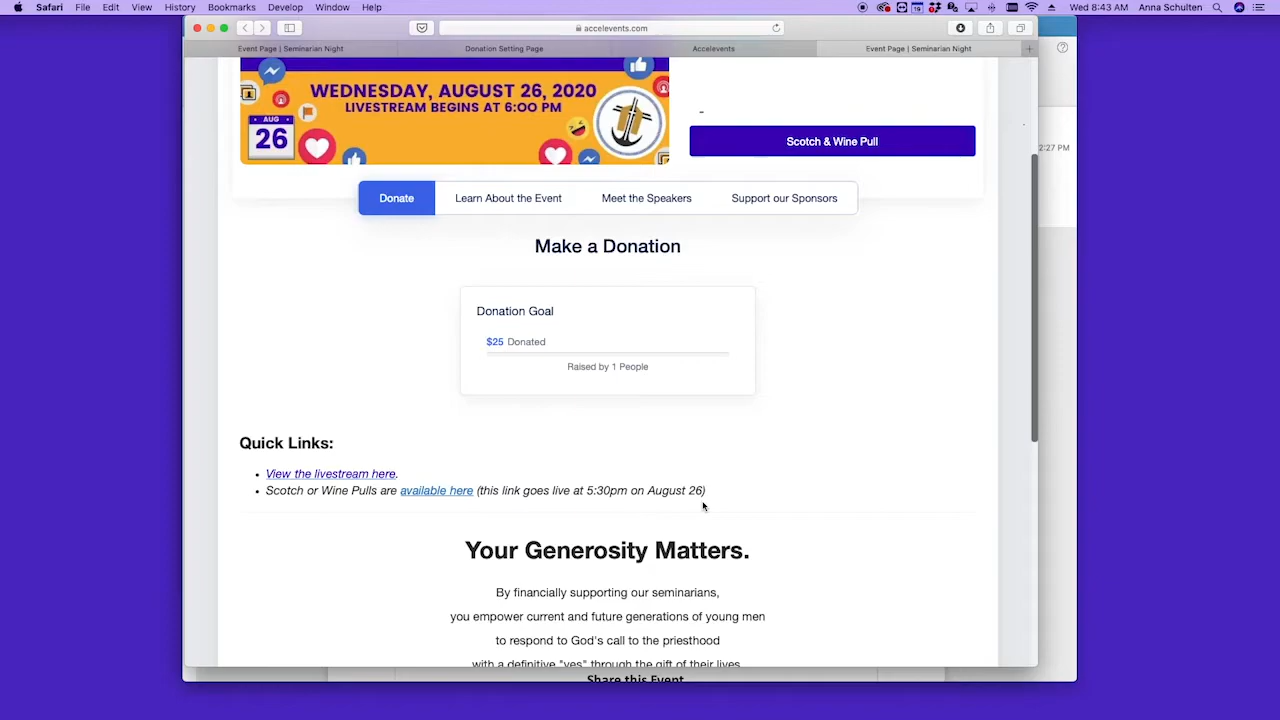 Safari File Edit View History Bookmarks Develop Window Help
19
Wed 8:43 AM Anna Schulten
accelevents.com
Event Page | Seminarian Night
Donation Setting Page
Accelevents
Event Page | Seminarian Night
WEDNESDAY, AUGUST 26, 2020
LIVESTREAM BEGINS AT 6:00 PM
AUG
26
-
Scotch & Wine Pull
2:27 PM
Donate
Learn About the Event
Meet the Speakers
Support our Sponsors
Make a Donation
Donation Goal
$25 Donated
Raised by 1 People
Quick Links:
• View the livestream here.
• Scotch or Wine Pulls are available here (this link goes live at 5:30pm on August 26)
Your Generosity Matters.
By financially supporting our seminarians,
you empower current and future generations of young men
to respond to God's call to the priesthood
with a definitive "yes" through the gift of their lives
Share this Event